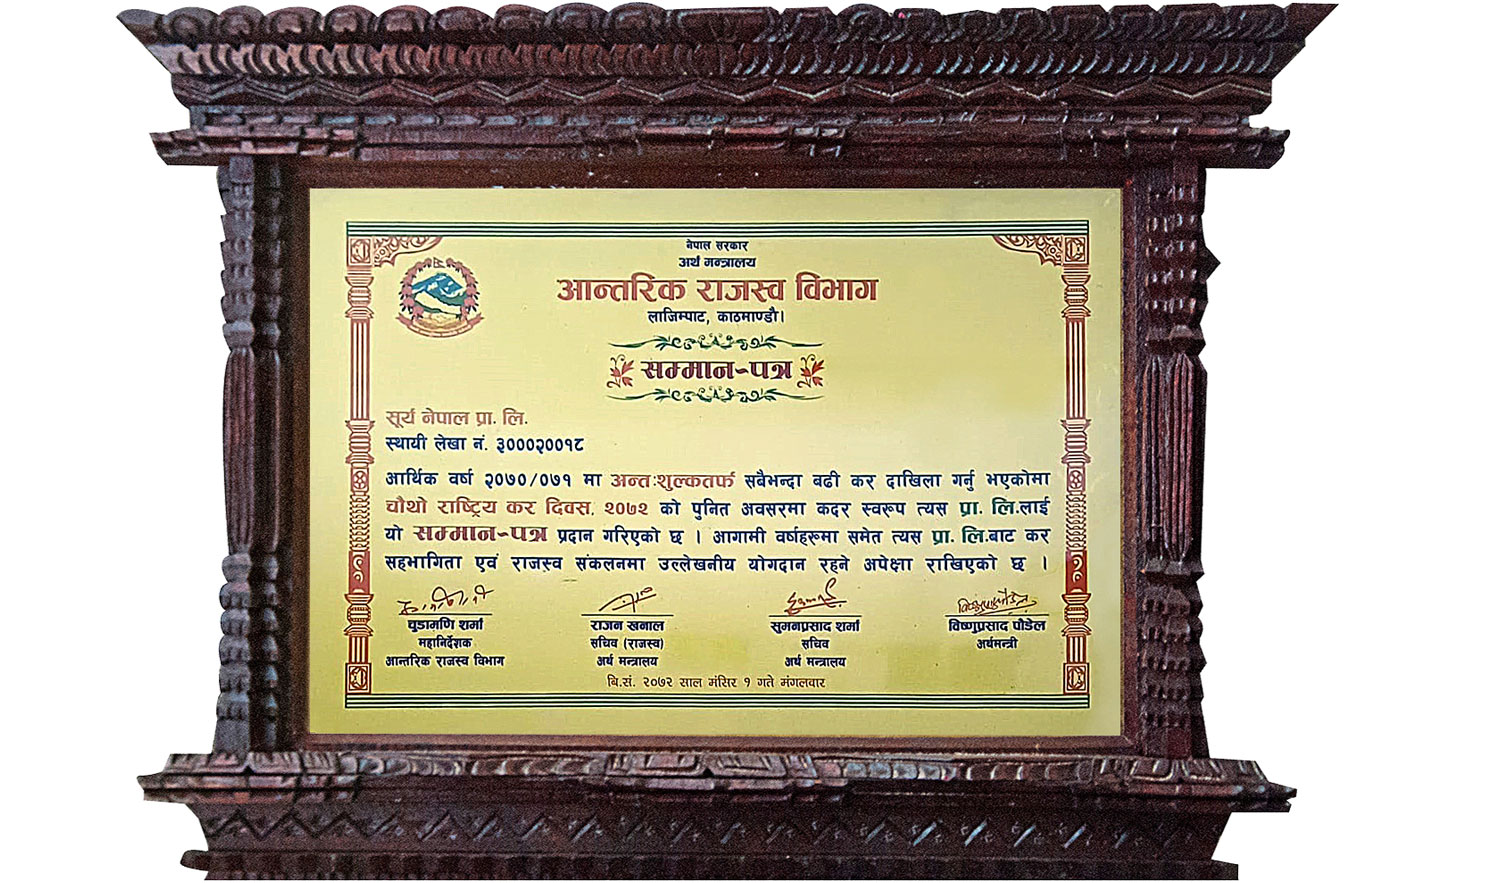 नेपाल सरकार
अर्थ मन्त्रालय
आन्तरिक राजस्व विभाग
लाजिम्पाट, काठमाण्डौ।
सम्मान-पत्र
सूर्य नेपाल प्रा. लि.
स्थायी लेखा नं. ३०००२००१८
आर्थिक वर्ष २०७०/०७१ मा अन्तःशुल्कतर्फ सबैभन्दा बढी कर दाखिला गर्नु भएकोमा
चौथो राष्ट्रिय कर दिवस, २०७२ को पुनित अवसरमा कदर स्वरूप त्यस प्रा. लि.लाई
यो सम्मान-पत्र प्रदान गरिएको छ । आगामी वर्षहरूमा समेत त्यस प्रा. लि.बाट कर
सहभागिता एवं राजस्व संकलनमा उल्लेखनीय योगदान रहने अपेक्षा राखिएको छ ।
चुडामणि शर्मा राजन खनाल सुमनप्रसाद शर्मा विष्णुप्रसाद पौडेल
महानिर्देशक सचिव (राजस्व) सचिव अर्थमन्त्री
आन्तरिक राजस्व विभाग अर्थ मन्त्रालय अर्थ मन्त्रालय
बि.सं. २०७२ साल मंसिर १ गते मंगलवार